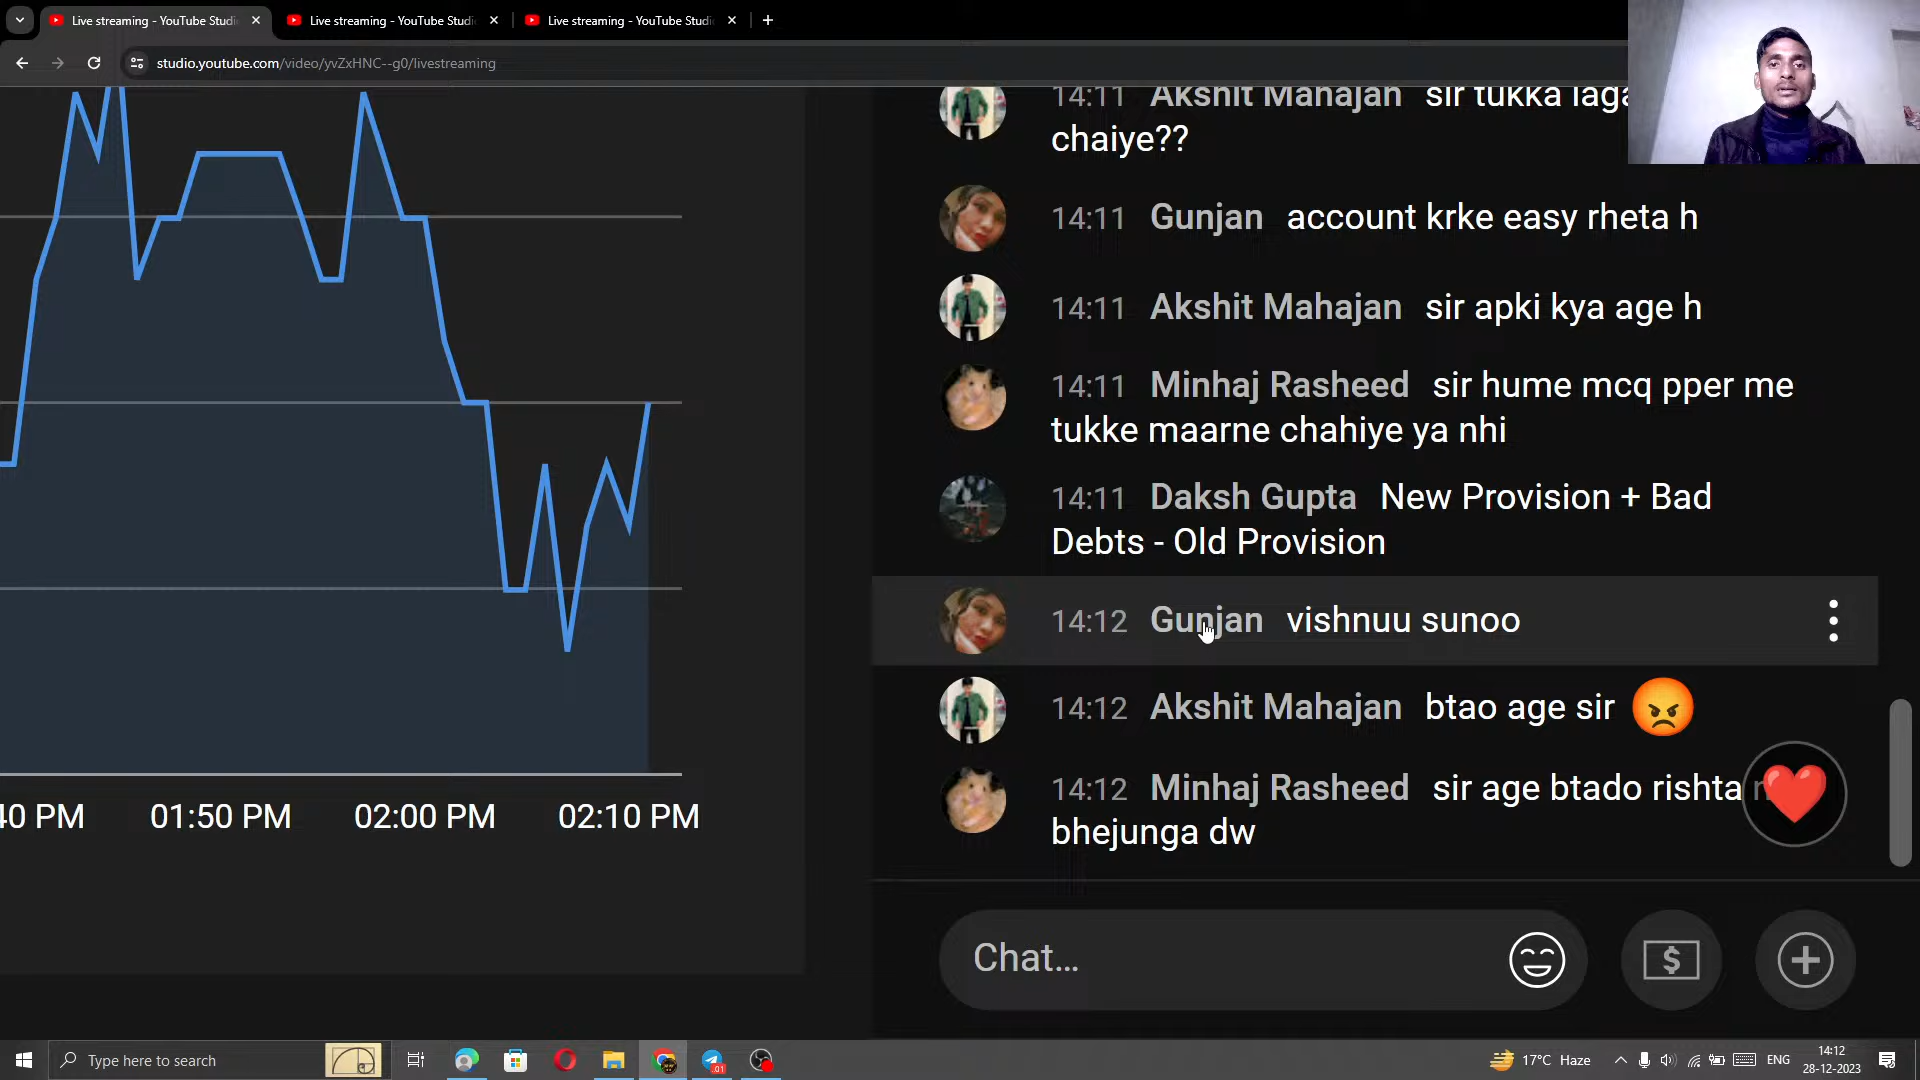 Live streaming - YouTube Studi
Live streaming - YouTube Studi
Live streaming - YouTube Studi
studio.youtube.com/video/yvZxHNC--g0/livestreaming
14:11 Akshit Mahajan sir tukka
chaiye??
14:11 Gunjan account krke easy rheta h
14:11 Akshit Mahajan sir apki kya age h
14:11 Minhaj Rasheed sir hume mcq pper me
tukke maarne chahiye ya nhi
14:11 Daksh Gupta New Provision + Bad
Debts - Old Provision
14:12 Gunjan vishnuu sunoo
14:12 Akshit Mahajan btao age sir 😡
14:12 Minhaj Rasheed sir age btado rishta
bhejunga dw
40 PM 01:50 PM 02:00 PM 02:10 PM
Chat...
Type here to search
17°C Haze
ENG
14:12
28-12-2023